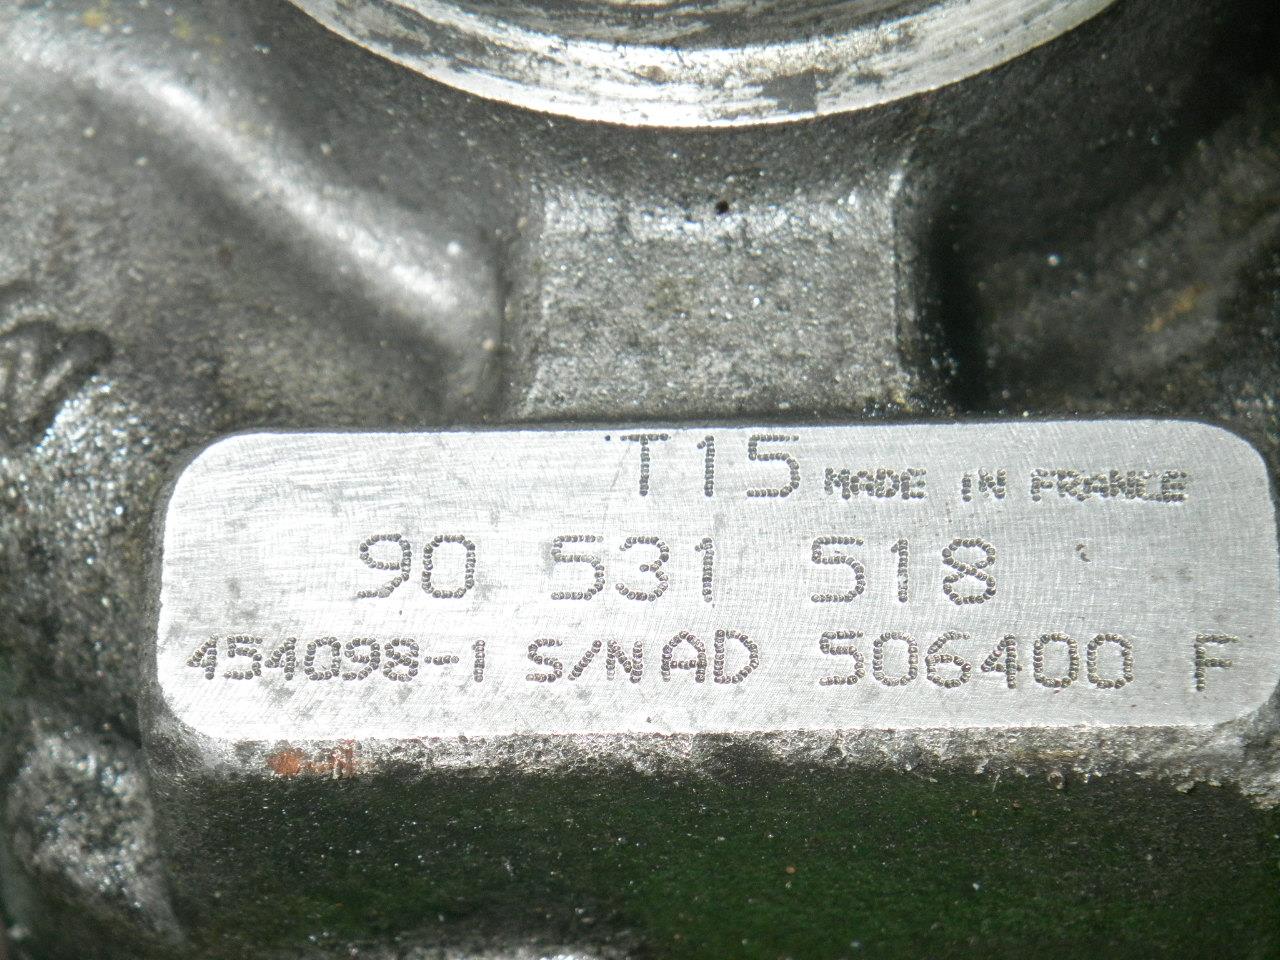 T15 MADE IN FRANCE
90 531 518
454098-1 S/N AD 506400 F